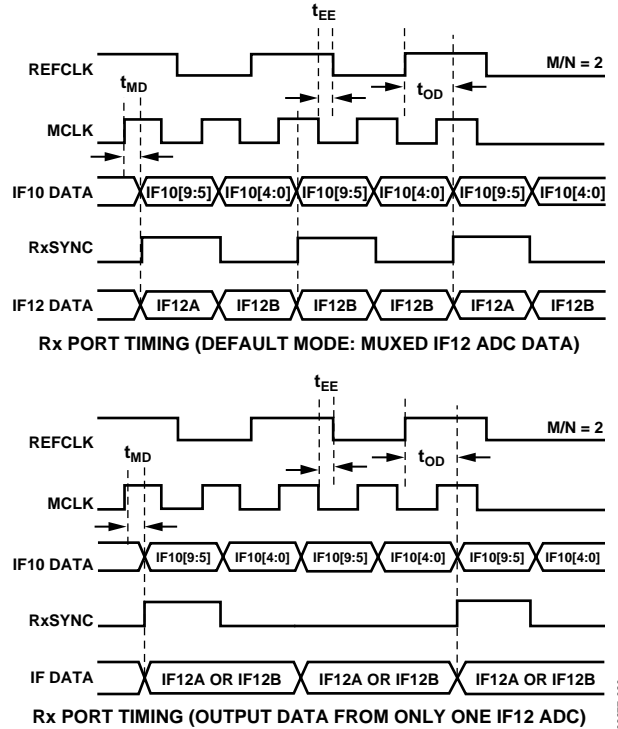 tEE
REFCLK
M/N = 2
tMD
tOD
MCLK
IF10 DATA IF10[9:5] IF10[4:0] IF10[9:5] IF10[4:0] IF10[9:5] IF10[4:0]
RxSYNC
IF12 DATA IF12A IF12B IF12B IF12B IF12A IF12B
Rx PORT TIMING (DEFAULT MODE: MUXED IF12 ADC DATA)
tEE
REFCLK
M/N = 2
tMD
tOD
MCLK
IF10 DATA IF10[9:5] IF10[4:0] IF10[9:5] IF10[4:0] IF10[9:5] IF10[4:0]
RxSYNC
IF DATA IF12A OR IF12B IF12A OR IF12B IF12A OR IF12B
Rx PORT TIMING (OUTPUT DATA FROM ONLY ONE IF12 ADC)